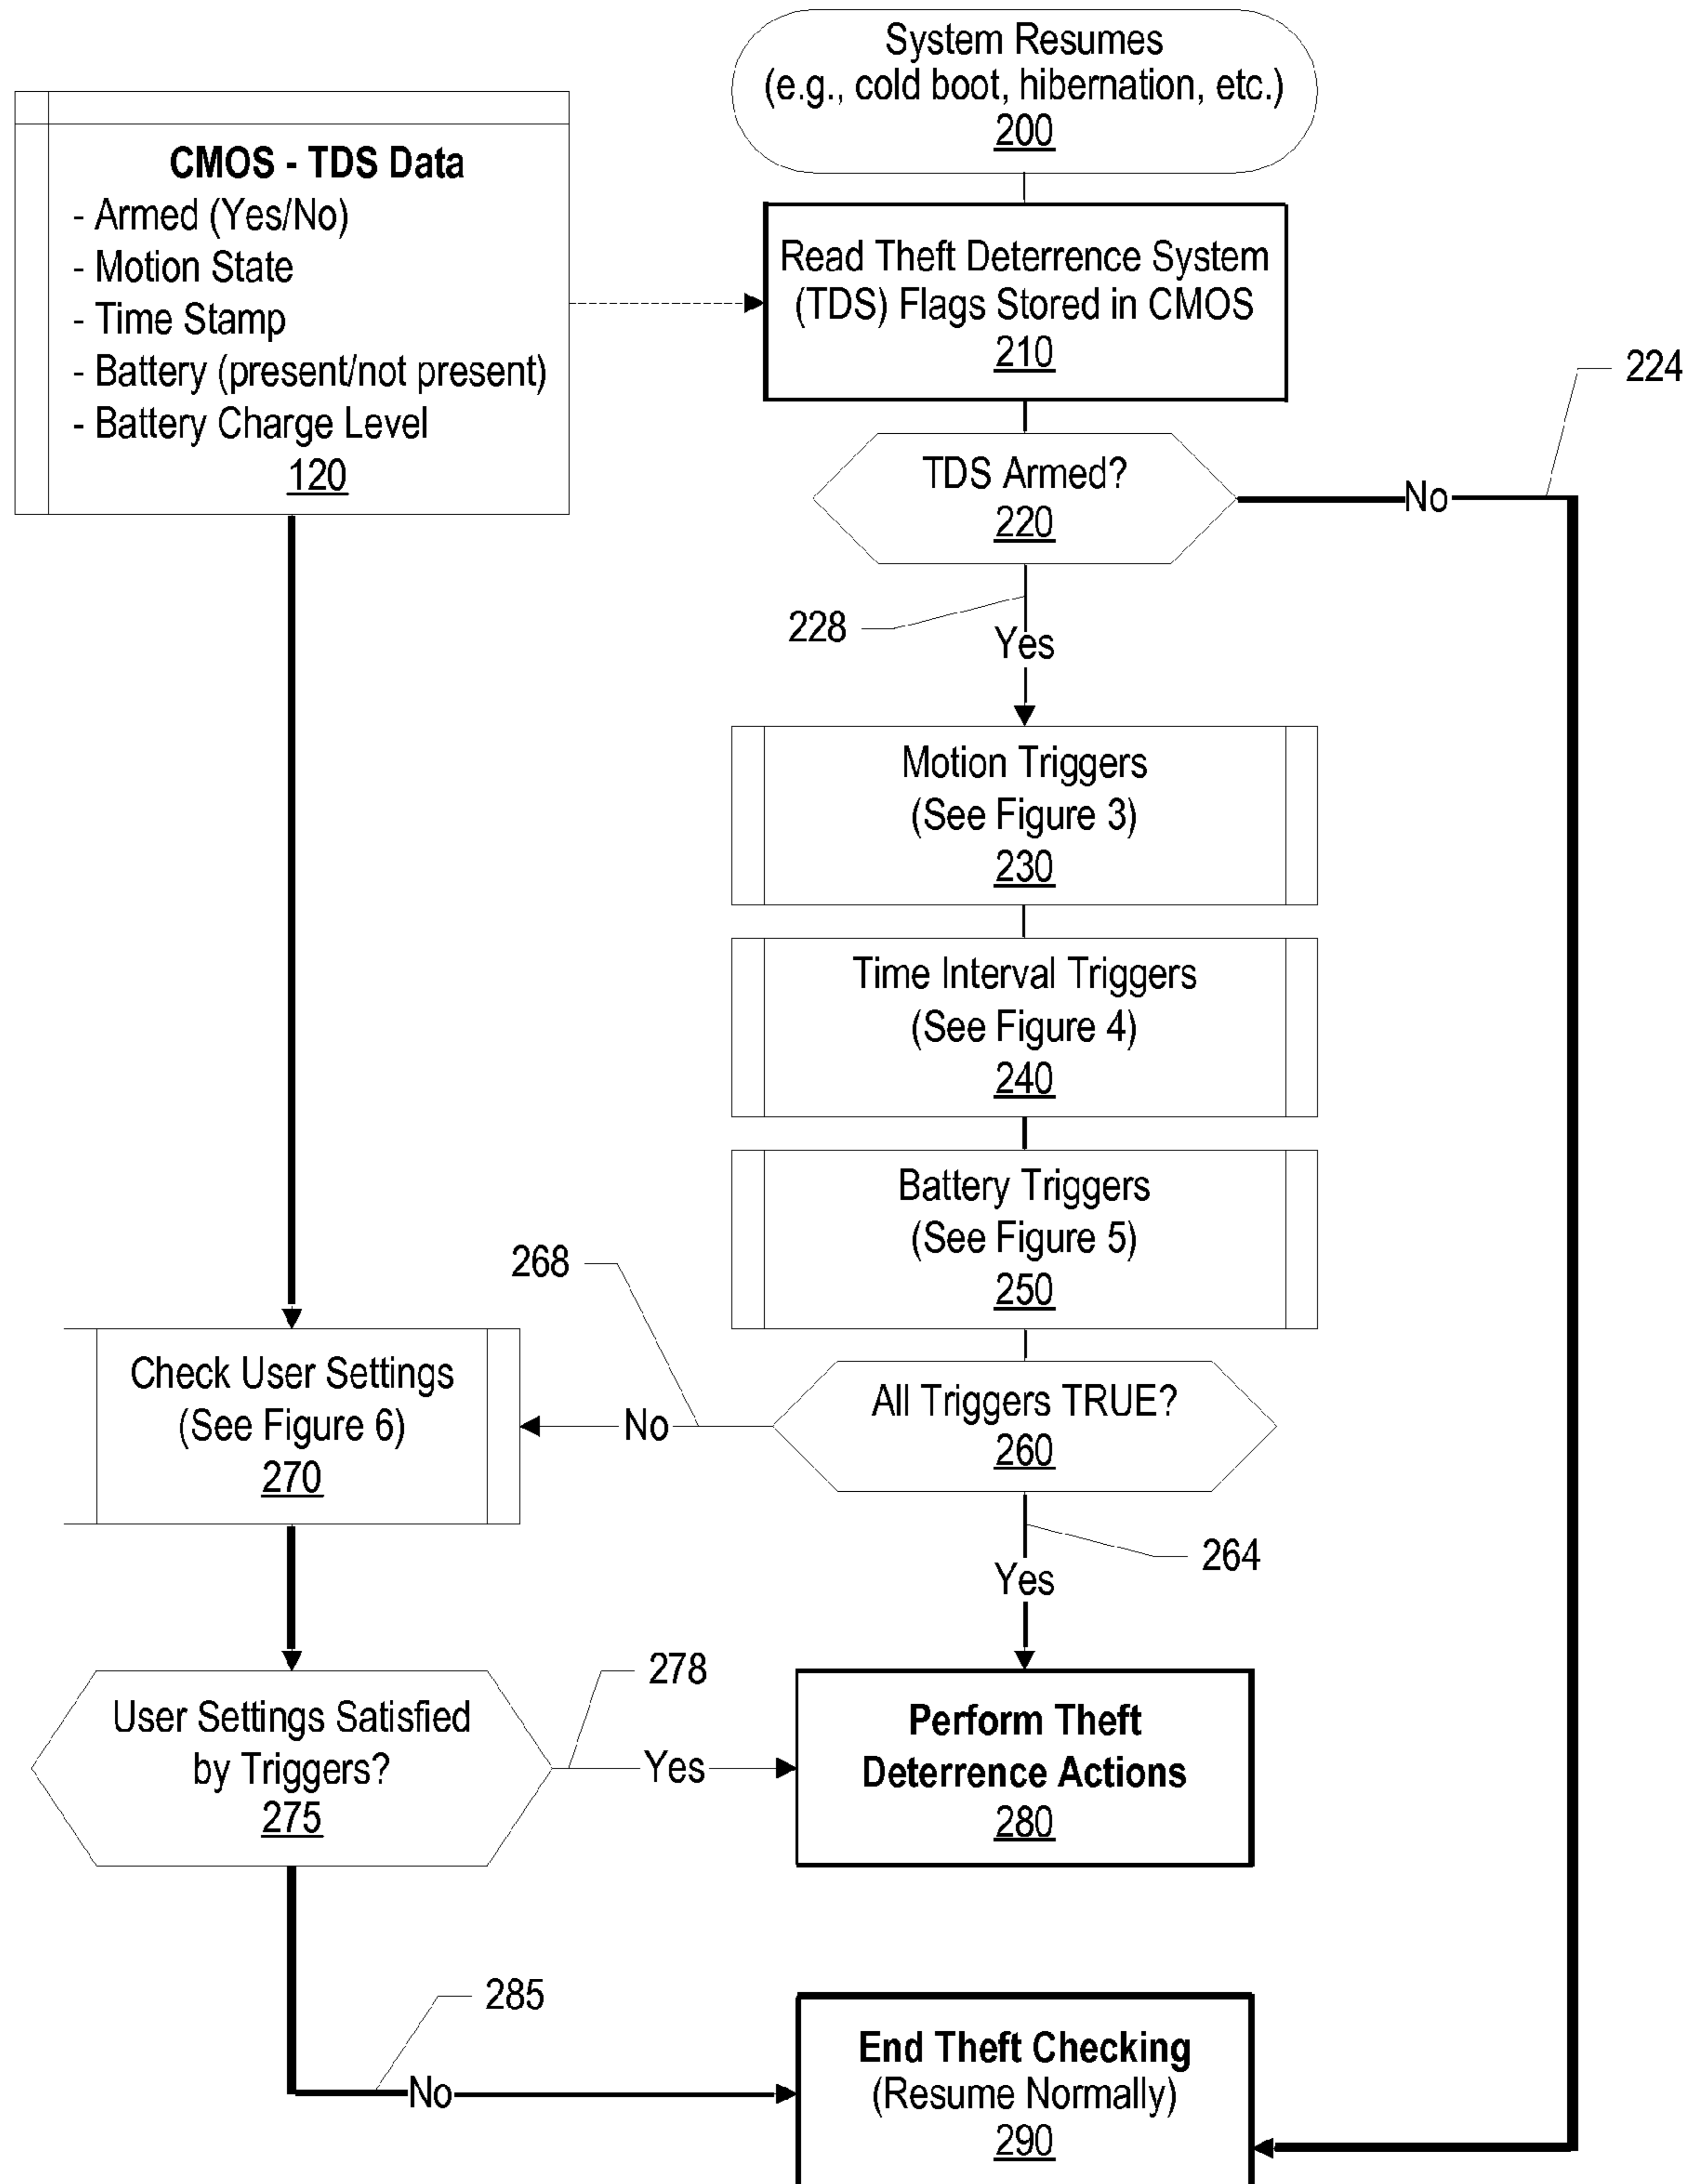 System Resumes
(e.g., cold boot, hibernation, etc.)
200
CMOS - TDS Data
- Armed (Yes/No)
- Motion State
- Time Stamp
- Battery (present/not present)
- Battery Charge Level
120
Read Theft Deterrence System
(TDS) Flags Stored in CMOS
210
224
TDS Armed?
220
No
228
Yes
Motion Triggers
(See Figure 3)
230
Time Interval Triggers
(See Figure 4)
240
Battery Triggers
(See Figure 5)
250
268
Check User Settings
(See Figure 6)
270
No
All Triggers TRUE?
260
264
Yes
278
User Settings Satisfied
by Triggers?
275
Yes
Perform Theft
Deterrence Actions
280
285
No
End Theft Checking
(Resume Normally)
290